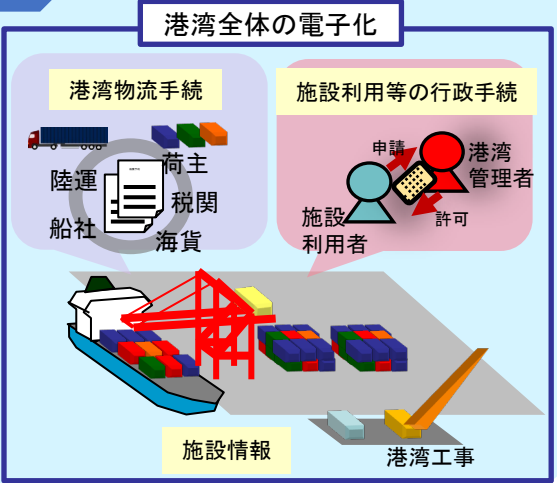 港湾全体の電子化
港湾物流手続
施設利用等の行政手続
荷主
陸運
税関
船社
海貨
申請
港湾
管理者
施設
利用者
許可
施設情報
港湾工事